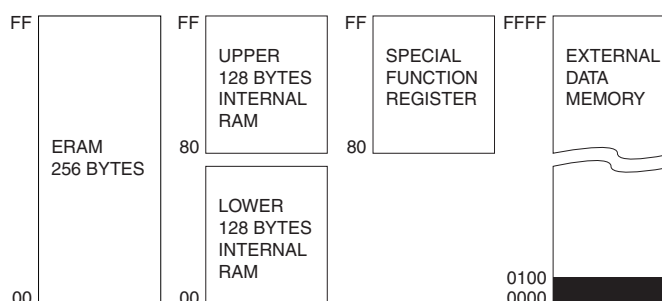 FF
ERAM
256 BYTES
00
FF
UPPER
128 BYTES
INTERNAL
RAM
80
LOWER
128 BYTES
INTERNAL
RAM
00
FF
SPECIAL
FUNCTION
REGISTER
80
FFFF
EXTERNAL
DATA
MEMORY
0100
0000